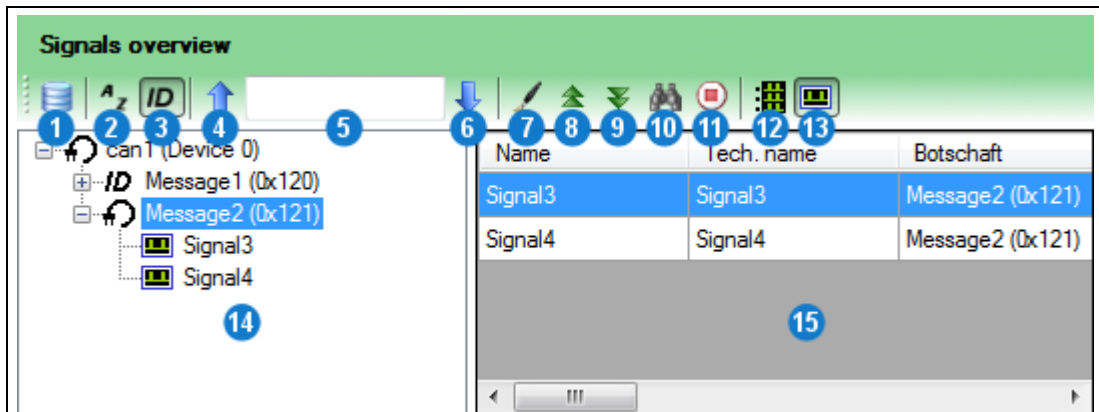 Signals overview
A Z ID
1 2 3 4 5 6 7 8 9 10 11 12 13
can1 (Device 0)
ID Message1 (0x120)
Message2 (0x121)
Signal3
Signal4
14
Name Tech. name Botschaft
Signal3 Signal3 Message2 (0x121)
Signal4 Signal4 Message2 (0x121)
15